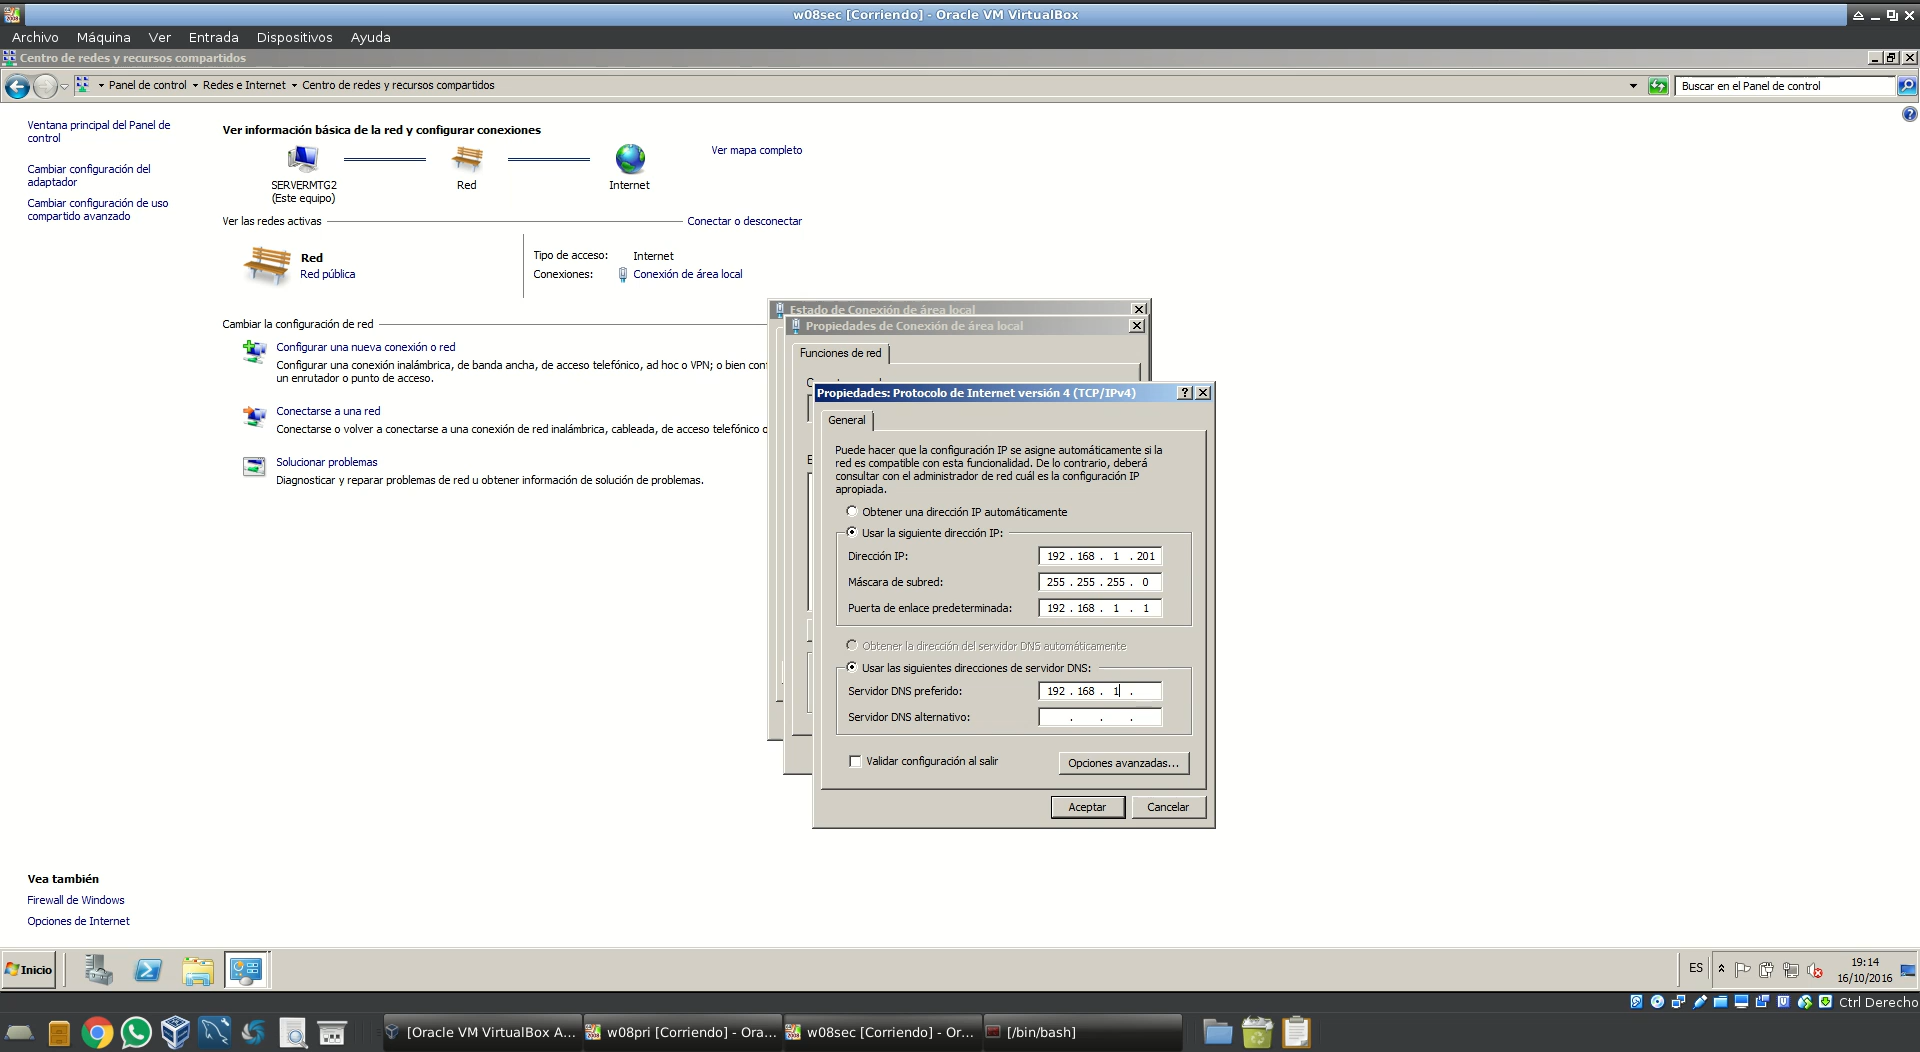 w08sec [Corriendo] - Oracle VM VirtualBox
Archivo Máquina Ver Entrada Dispositivos Ayuda
Centro de redes y recursos compartidos
Panel de control Redes e Internet Centro de redes y recursos compartidos
Buscar en el Panel de control
Ventana principal del Panel de
control
Cambiar configuración del
adaptador
Cambiar configuración de uso
compartido avanzado
Ver información básica de la red y configurar conexiones
Ver mapa completo
SERVERMTG2
(Este equipo)
Red
Internet
Ver las redes activas
Conectar o desconectar
Red
Red pública
Tipo de acceso: Internet
Conexiones: Conexión de área local
Cambiar la configuración de red
Configurar una nueva conexión o red
Configurar una conexión inalámbrica, de banda ancha, de acceso telefónico, ad hoc o VPN; o bien con
un enrutador o punto de acceso.
Conectarse a una red
Conectarse o volver a conectarse a una conexión de red inalámbrica, cableada, de acceso telefónico o
Solucionar problemas
Diagnosticar y reparar problemas de red u obtener información de solución de problemas.
Estado de Conexión de área local
Propiedades de Conexión de área local
Funciones de red
Propiedades: Protocolo de Internet versión 4 (TCP/IPv4)
General
Puede hacer que la configuración IP se asigne automáticamente si la
red es compatible con esta funcionalidad. De lo contrario, deberá
consultar con el administrador de red cuál es la configuración IP
apropiada.
Obtener una dirección IP automáticamente
Usar la siguiente dirección IP:
Dirección IP: 192 . 168 . 1 . 201
Máscara de subred: 255 . 255 . 255 . 0
Puerta de enlace predeterminada: 192 . 168 . 1 . 1
Obtener la dirección del servidor DNS automáticamente
Usar las siguientes direcciones de servidor DNS:
Servidor DNS preferido: 192 . 168 . 1 .
Servidor DNS alternativo: . . .
Validar configuración al salir
Opciones avanzadas...
Aceptar Cancelar
Vea también
Firewall de Windows
Opciones de Internet
Inicio
ES
19:14
16/10/2016
Ctrl Derecho
[Oracle VM VirtualBox A... w08pri [Corriendo] - Ora... w08sec [Corriendo] - Or... [/bin/bash]